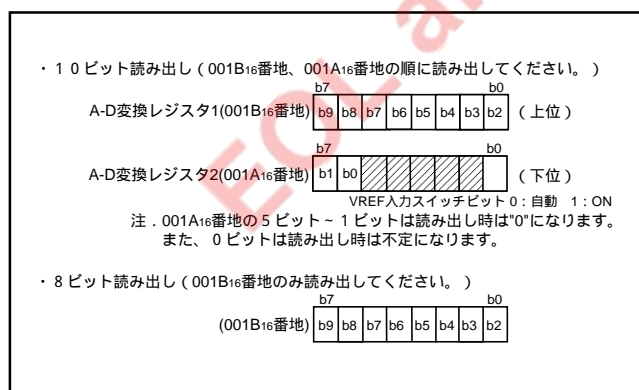 EOL a
・１０ビット読み出し（001B16番地、001A16番地の順に読み出してください。）
b7 b0
A-D変換レジスタ1(001B16番地) b9 b8 b7 b6 b5 b4 b3 b2 （上位）
b7 b0
A-D変換レジスタ2(001A16番地) b1 b0 （下位）
VREF入力スイッチビット 0：自動 1：ON
注．001A16番地の５ビット～１ビットは読み出し時は"0"になります。
また、０ビットは読み出し時は不定になります。
・８ビット読み出し（001B16番地のみ読み出してください。）
b7 b0
(001B16番地) b9 b8 b7 b6 b5 b4 b3 b2